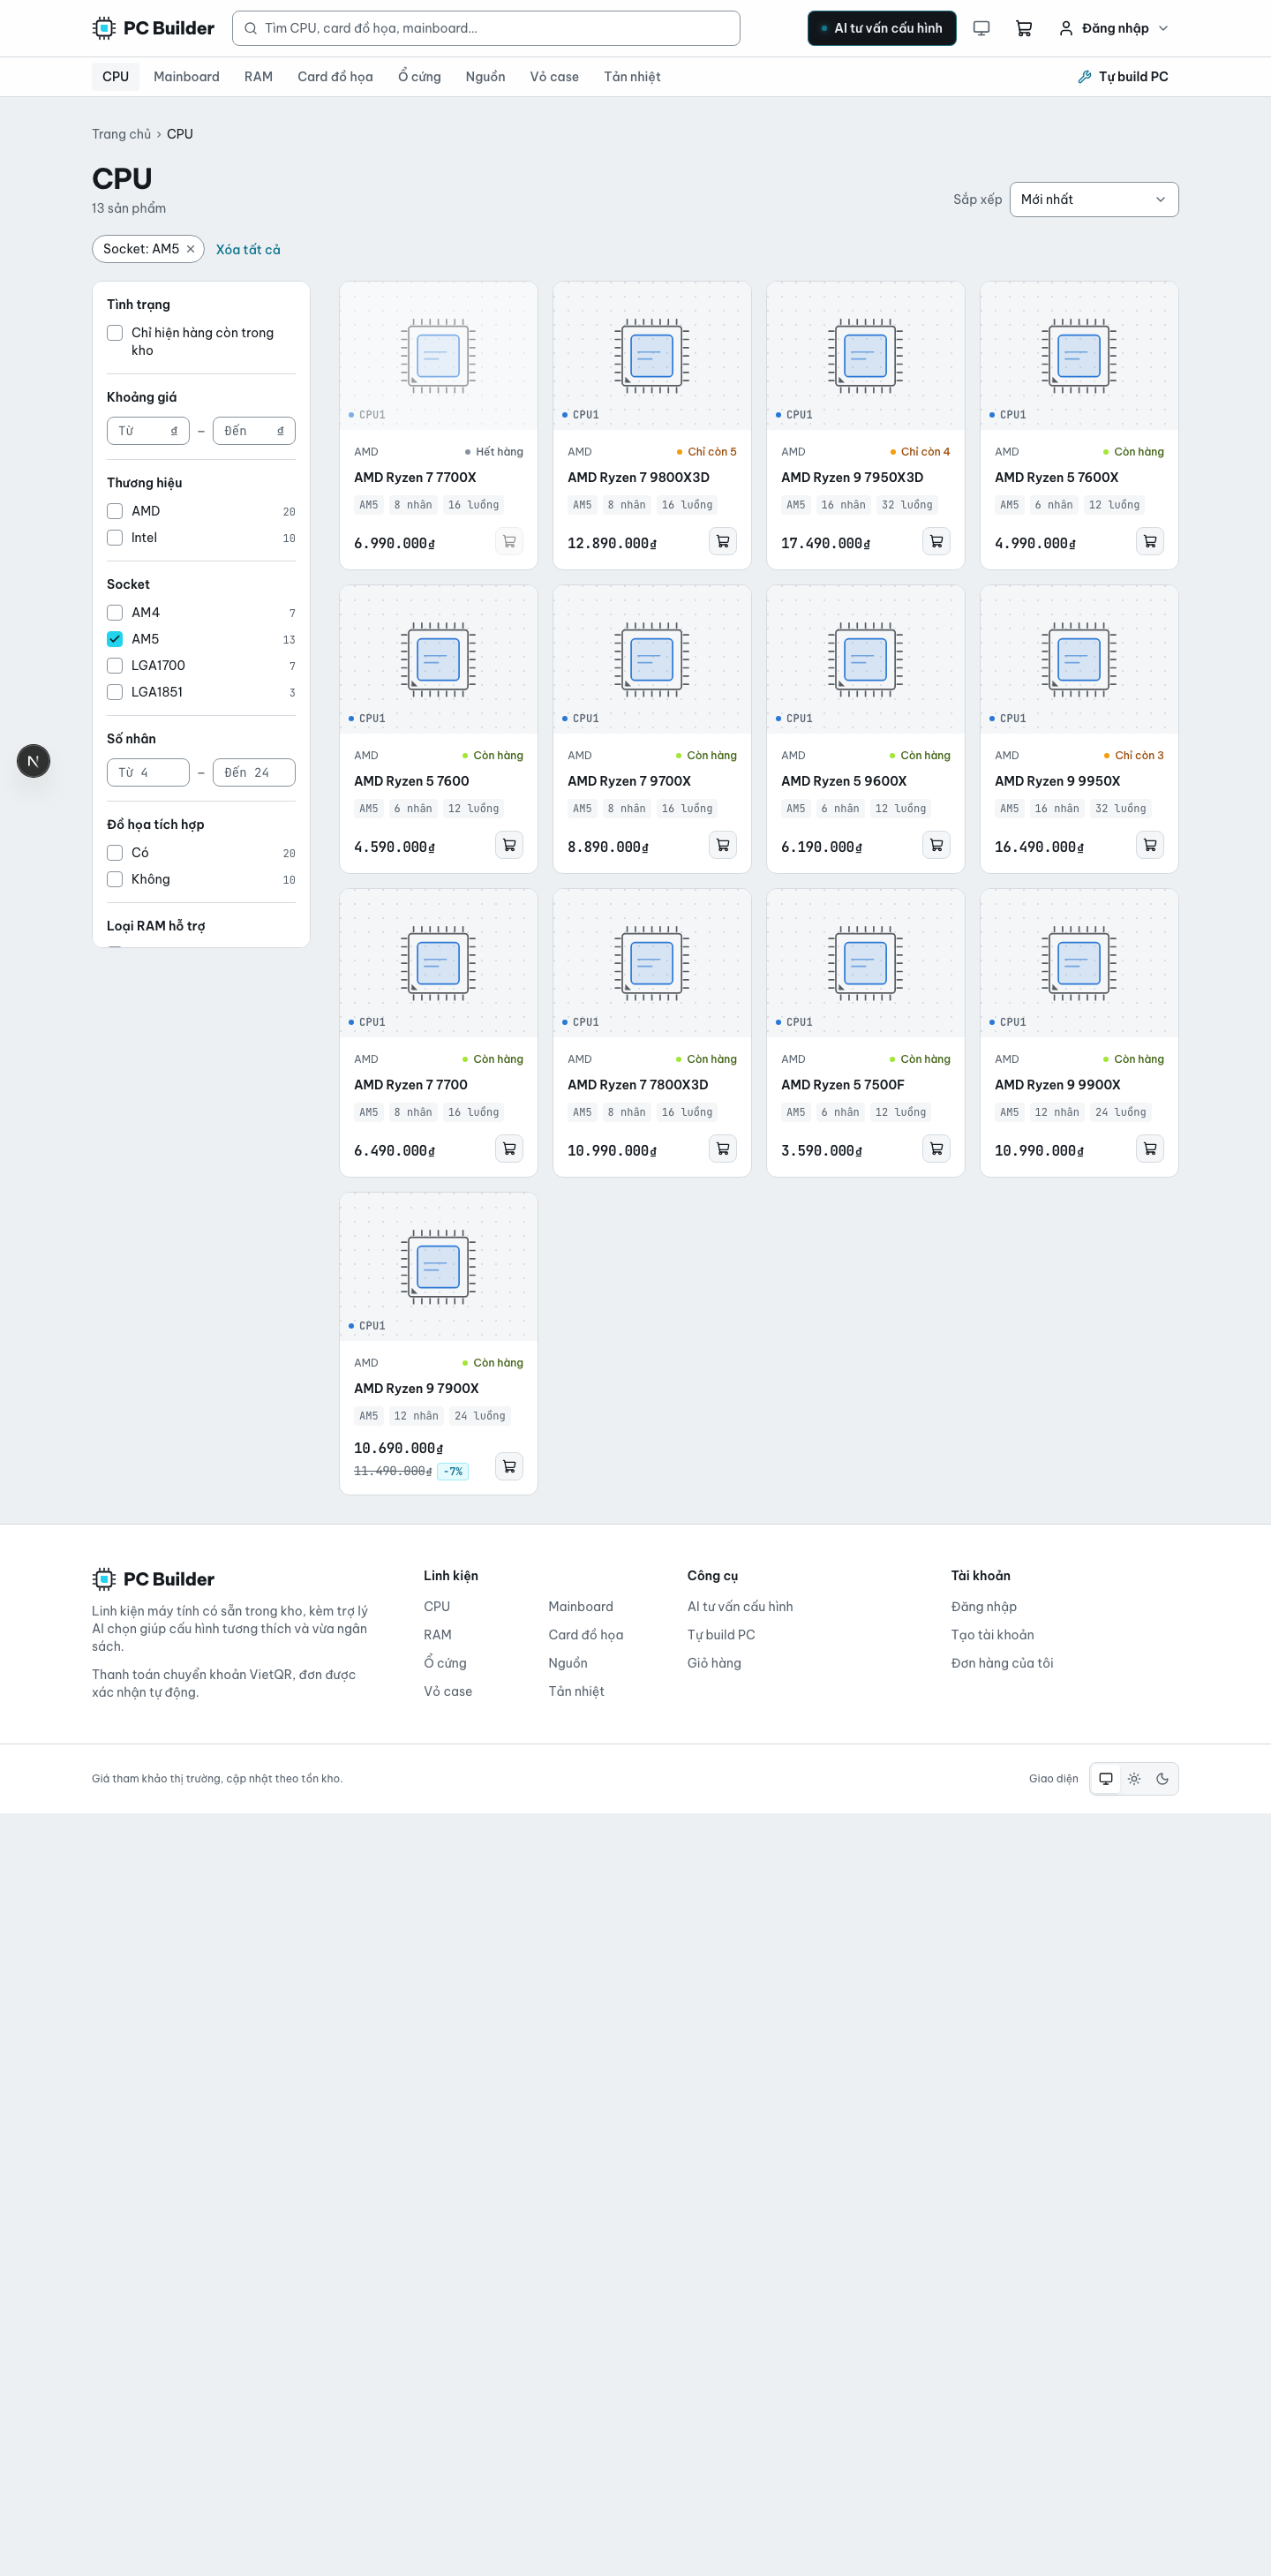 PC Builder
Tìm CPU, card đồ họa, mainboard...
AI tư vấn cấu hình
Đăng nhập
CPU Mainboard RAM Card đồ họa Ổ cứng Nguồn Vỏ case Tản nhiệt
Tự build PC
Trang chủ > CPU
CPU
13 sản phẩm
Sắp xếp
Mới nhất
Socket: AM5 ×
Xóa tất cả
Tình trạng
Chỉ hiện hàng còn trong
kho
Khoảng giá
Từ ₫ – Đến ₫
Thương hiệu
AMD 20
Intel 10
Socket
AM4 7
AM5 13
LGA1700 7
LGA1851 3
Số nhân
Từ 4 – Đến 24
Đồ họa tích hợp
Có 20
Không 10
Loại RAM hỗ trợ
N
CPU1
AMD Hết hàng
AMD Ryzen 7 7700X
AM5 8 nhân 16 luồng
6.990.000₫
CPU1
AMD Chỉ còn 5
AMD Ryzen 7 9800X3D
AM5 8 nhân 16 luồng
12.890.000₫
CPU1
AMD Chỉ còn 4
AMD Ryzen 9 7950X3D
AM5 16 nhân 32 luồng
17.490.000₫
CPU1
AMD Còn hàng
AMD Ryzen 5 7600X
AM5 6 nhân 12 luồng
4.990.000₫
CPU1
AMD Còn hàng
AMD Ryzen 5 7600
AM5 6 nhân 12 luồng
4.590.000₫
CPU1
AMD Còn hàng
AMD Ryzen 7 9700X
AM5 8 nhân 16 luồng
8.890.000₫
CPU1
AMD Còn hàng
AMD Ryzen 5 9600X
AM5 6 nhân 12 luồng
6.190.000₫
CPU1
AMD Chỉ còn 3
AMD Ryzen 9 9950X
AM5 16 nhân 32 luồng
16.490.000₫
CPU1
AMD Còn hàng
AMD Ryzen 7 7700
AM5 8 nhân 16 luồng
6.490.000₫
CPU1
AMD Còn hàng
AMD Ryzen 7 7800X3D
AM5 8 nhân 16 luồng
10.990.000₫
CPU1
AMD Còn hàng
AMD Ryzen 5 7500F
AM5 6 nhân 12 luồng
3.590.000₫
CPU1
AMD Còn hàng
AMD Ryzen 9 9900X
AM5 12 nhân 24 luồng
10.990.000₫
CPU1
AMD Còn hàng
AMD Ryzen 9 7900X
AM5 12 nhân 24 luồng
10.690.000₫
11.490.000₫ -7%
PC Builder
Linh kiện máy tính có sẵn trong kho, kèm trợ lý
AI chọn giúp cấu hình tương thích và vừa ngân
sách.
Thanh toán chuyển khoản VietQR, đơn được
xác nhận tự động.
Linh kiện
CPU Mainboard
RAM Card đồ họa
Ổ cứng Nguồn
Vỏ case Tản nhiệt
Công cụ
AI tư vấn cấu hình
Tự build PC
Giỏ hàng
Tài khoản
Đăng nhập
Tạo tài khoản
Đơn hàng của tôi
Giá tham khảo thị trường, cập nhật theo tồn kho.
Giao diện